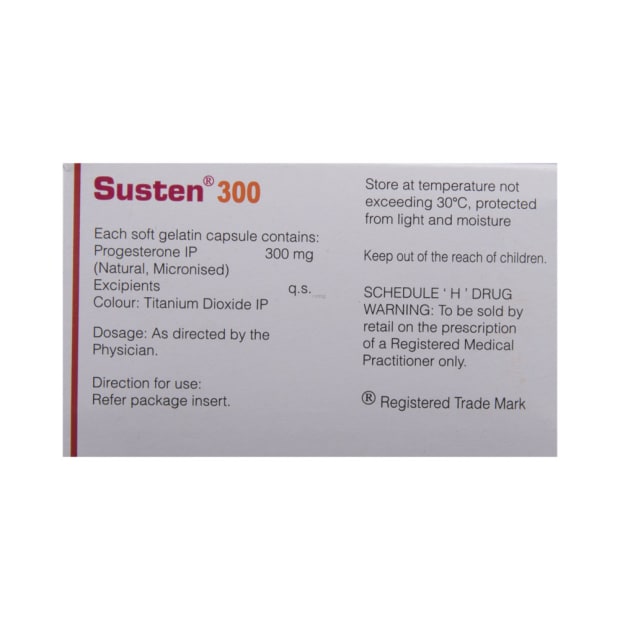 Susten® 300
Each soft gelatin capsule contains:
Progesterone IP 300 mg
(Natural, Micronised)
Excipients q.s.
Colour: Titanium Dioxide IP
Dosage: As directed by the
Physician.
Direction for use:
Refer package insert.
Store at temperature not
exceeding 30°C, protected
from light and moisture
Keep out of the reach of children.
SCHEDULE ' H ' DRUG
WARNING: To be sold by
retail on the prescription
of a Registered Medical
Practitioner only.
® Registered Trade Mark